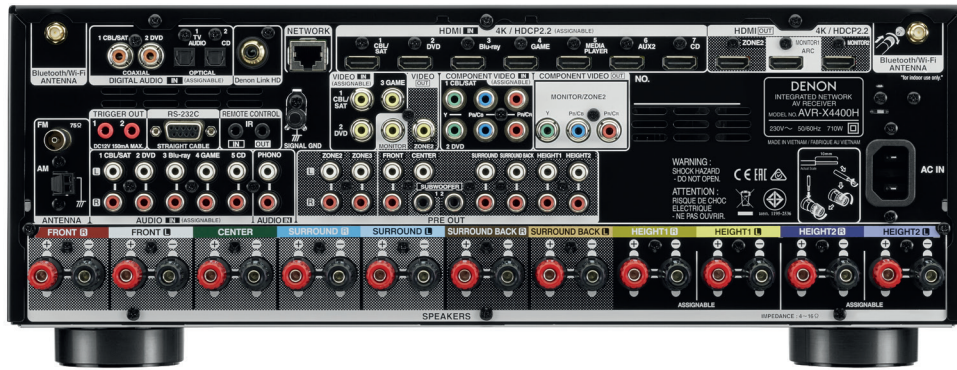 NETWORK
HDMI IN 4K / HDCP2.2 (ASSIGNABLE)
HDMI OUT 4K / HDCP2.2
1 CBL/SAT 2 DVD
1 TV AUDIO 2 CD
1 CBL/SAT
2 DVD
3 Blu-ray
4 GAME
5 MEDIA PLAYER
6 AUX2
7 CD
ZONE2
MONITOR1 ARC
MONITOR2
Bluetooth/Wi-Fi ANTENNA
COAXIAL
OPTICAL
DIGITAL AUDIO IN (ASSIGNABLE)
Denon Link HD
Bluetooth/Wi-Fi ANTENNA
*for indoor use only.
VIDEO IN (ASSIGNABLE)
VIDEO OUT
COMPONENT VIDEO IN (ASSIGNABLE)
COMPONENT VIDEO OUT
1 CBL/SAT
3 GAME
2 DVD
MONITOR
ZONE2
1 CBL/SAT
Y PB/CB PR/CR
2 DVD
MONITOR/ZONE2
Y PB/CB PR/CR
NO.
DENON
INTEGRATED NETWORK
AV RECEIVER
MODEL NO. AVR-X4400H
230V～ 50/60Hz 710W
MADE IN VIETNAM / FABRIQUE AU VIETNAM
FM 75Ω
AM
ANTENNA
TRIGGER OUT
1 2
DC12V 150mA MAX.
RS-232C
STRAIGHT CABLE
REMOTE CONTROL
IR
IN OUT
SIGNAL GND
1 CBL/SAT 2 DVD 3 Blu-ray 4 GAME 5 CD PHONO
L
R
AUDIO IN (ASSIGNABLE)
AUDIO IN
ZONE2 ZONE3 FRONT CENTER SURROUND SURROUND BACK HEIGHT1 HEIGHT2
L
SUBWOOFER
1 2
R
PRE OUT
WARNING :
SHOCK HAZARD
- DO NOT OPEN.
ATTENTION :
RISQUE DE CHOC
ELECTRIQUE
- NE PAS OUVRIR.
CE EAC
AC IN
FRONT R
FRONT L
CENTER
SURROUND R
SURROUND L
SURROUND BACK R
SURROUND BACK L
HEIGHT1 R
HEIGHT1 L
HEIGHT2 R
HEIGHT2 L
ASSIGNABLE
ASSIGNABLE
SPEAKERS
IMPEDANCE : 4～16Ω